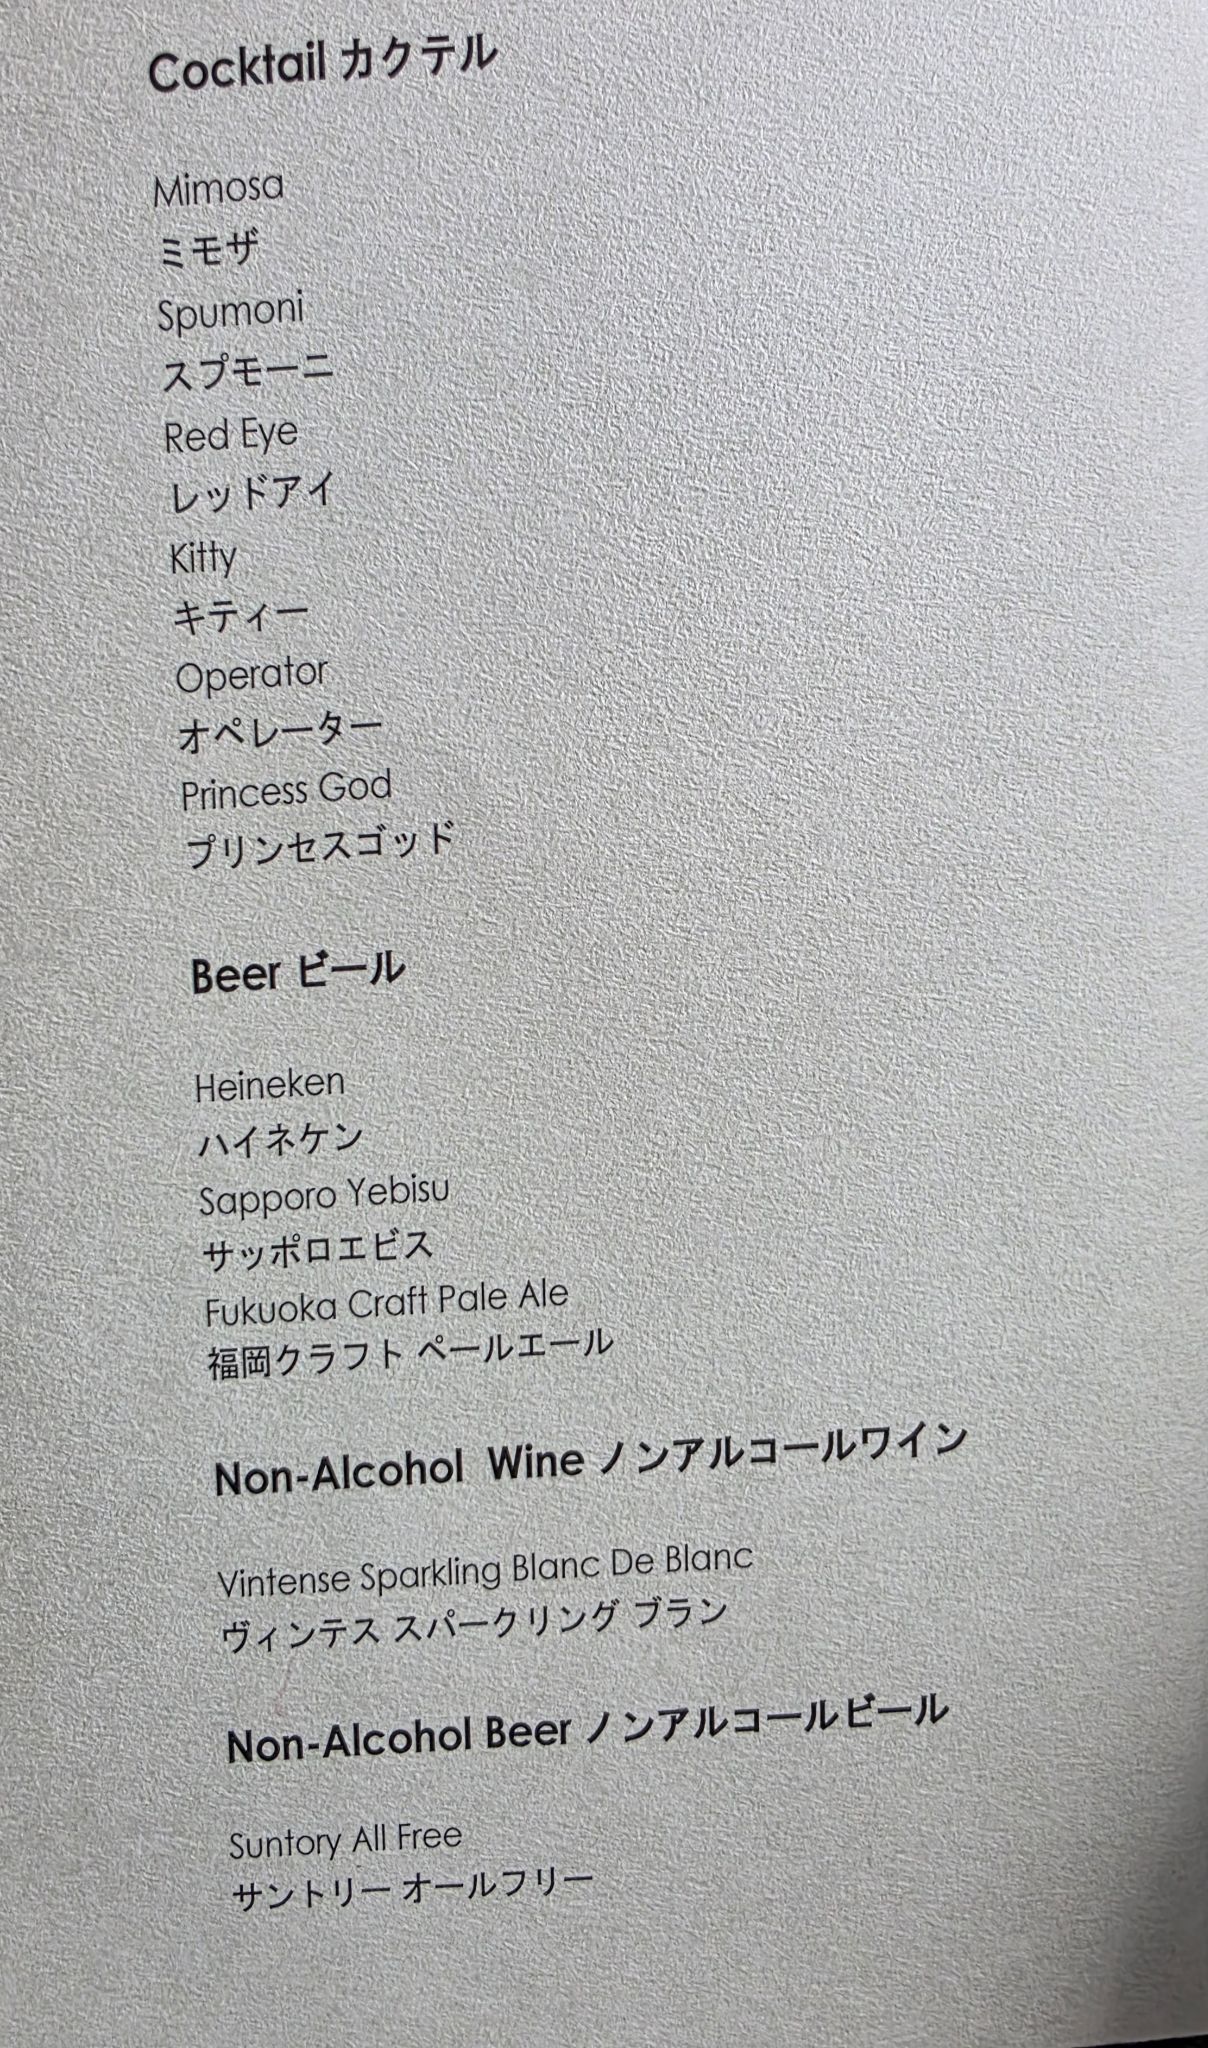 Cocktail カクテル
Mimosa
ミモザ
Spumoni
スプモーニ
Red Eye
レッドアイ
Kitty
キティー
Operator
オペレーター
Princess God
プリンセスゴッド
Beer ビール
Heineken
ハイネケン
Sapporo Yebisu
サッポロエビス
Fukuoka Craft Pale Ale
福岡クラフト ペールエール
Non-Alcohol Wine ノンアルコールワイン
Vintense Sparkling Blanc De Blanc
ヴィンテス スパークリング ブラン
Non-Alcohol Beer ノンアルコールビール
Suntory All Free
サントリー オールフリー